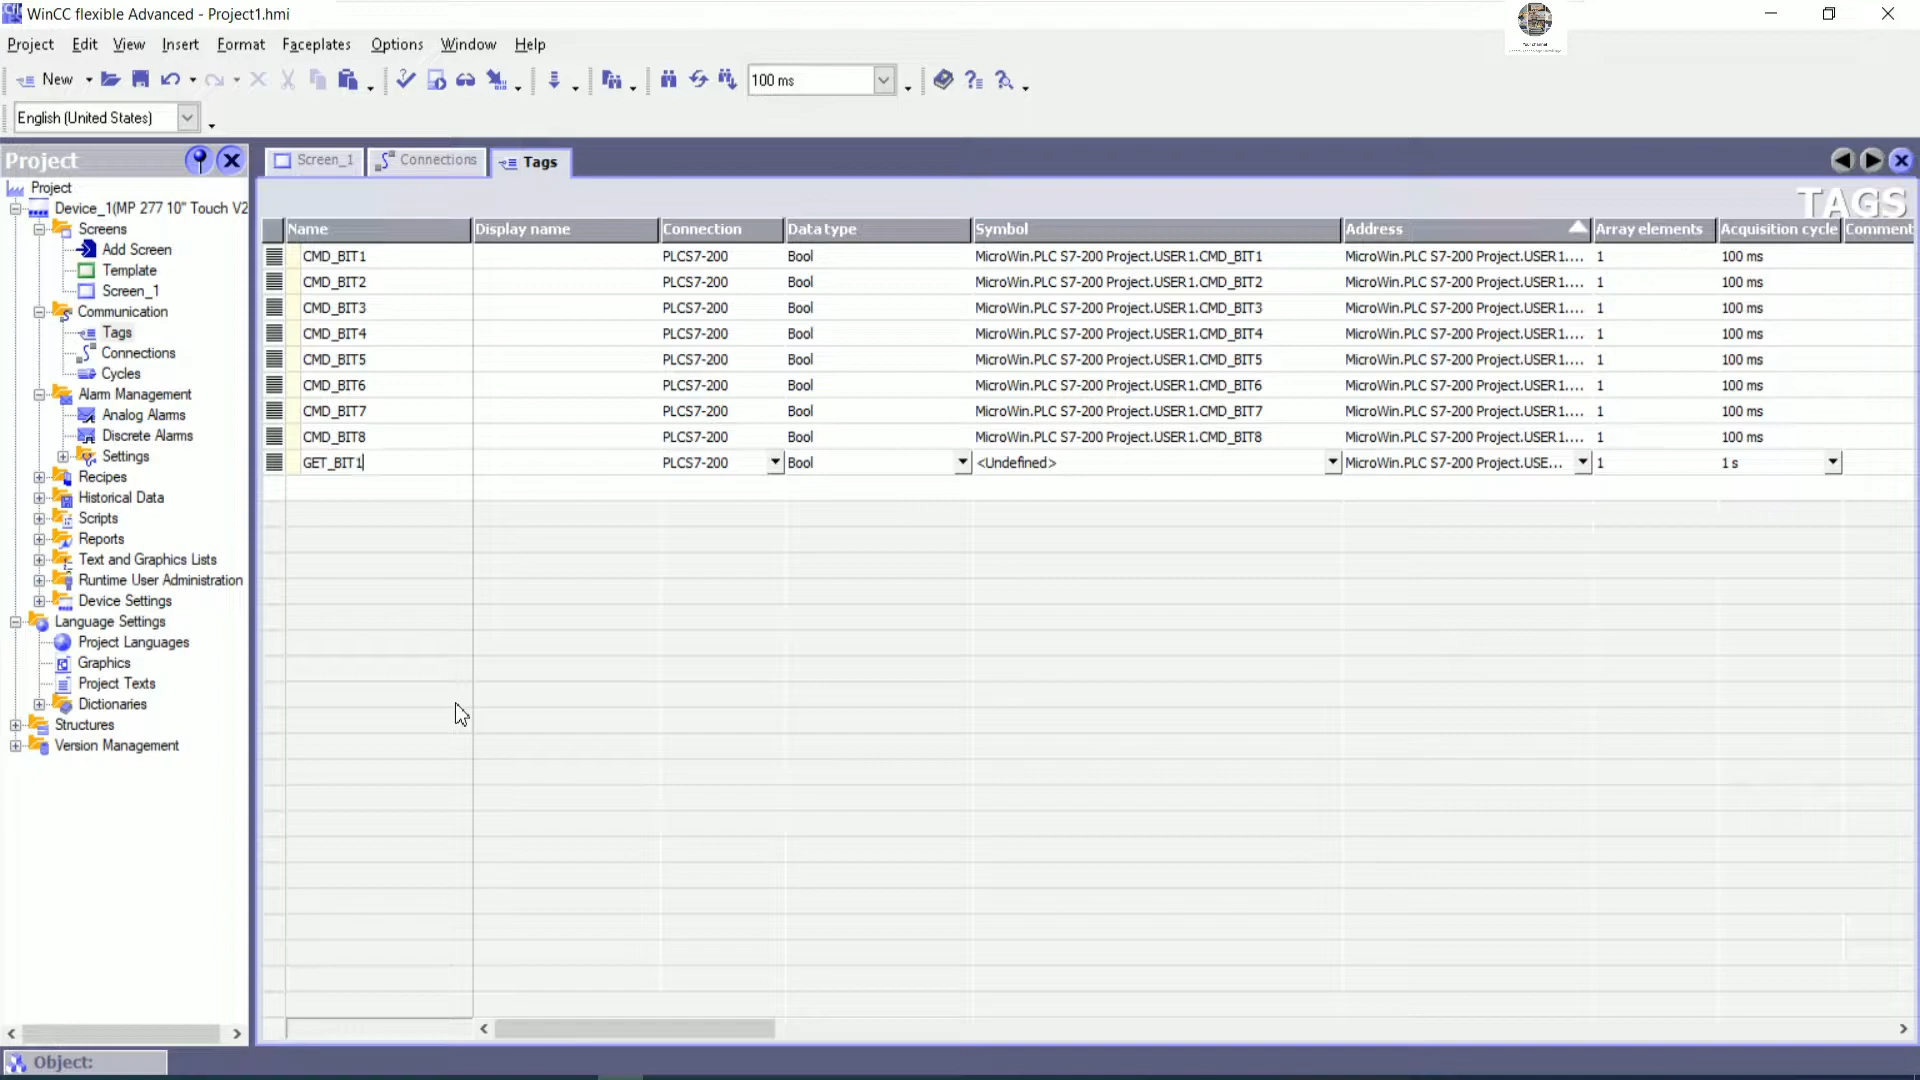 WinCC flexible Advanced - Project1.hmi
Project Edit View Insert Format Faceplates Options Window Help
New 100 ms
English (United States)
Project
Screen_1 Connections Tags
TAGS
Project
Device_1(MP 277 10" Touch V2
Screens
Add Screen
Template
Screen_1
Communication
Tags
Connections
Cycles
Alarm Management
Analog Alarms
Discrete Alarms
Settings
Recipes
Historical Data
Scripts
Reports
Text and Graphics Lists
Runtime User Administration
Device Settings
Language Settings
Project Languages
Graphics
Project Texts
Dictionaries
Structures
Version Management
Name Display name Connection Data type Symbol Address Array elements Acquisition cycle Comment
CMD_BIT1 PLCS7-200 Bool MicroWin.PLC S7-200 Project.USER1.CMD_BIT1 MicroWin.PLC S7-200 Project.USER1.... 1 100 ms
CMD_BIT2 PLCS7-200 Bool MicroWin.PLC S7-200 Project.USER1.CMD_BIT2 MicroWin.PLC S7-200 Project.USER1.... 1 100 ms
CMD_BIT3 PLCS7-200 Bool MicroWin.PLC S7-200 Project.USER1.CMD_BIT3 MicroWin.PLC S7-200 Project.USER1.... 1 100 ms
CMD_BIT4 PLCS7-200 Bool MicroWin.PLC S7-200 Project.USER1.CMD_BIT4 MicroWin.PLC S7-200 Project.USER1.... 1 100 ms
CMD_BIT5 PLCS7-200 Bool MicroWin.PLC S7-200 Project.USER1.CMD_BIT5 MicroWin.PLC S7-200 Project.USER1.... 1 100 ms
CMD_BIT6 PLCS7-200 Bool MicroWin.PLC S7-200 Project.USER1.CMD_BIT6 MicroWin.PLC S7-200 Project.USER1.... 1 100 ms
CMD_BIT7 PLCS7-200 Bool MicroWin.PLC S7-200 Project.USER1.CMD_BIT7 MicroWin.PLC S7-200 Project.USER1.... 1 100 ms
CMD_BIT8 PLCS7-200 Bool MicroWin.PLC S7-200 Project.USER1.CMD_BIT8 MicroWin.PLC S7-200 Project.USER1.... 1 100 ms
GET_BIT1 PLCS7-200 Bool <Undefined> MicroWin.PLC S7-200 Project.USE... 1 1 s
Object: